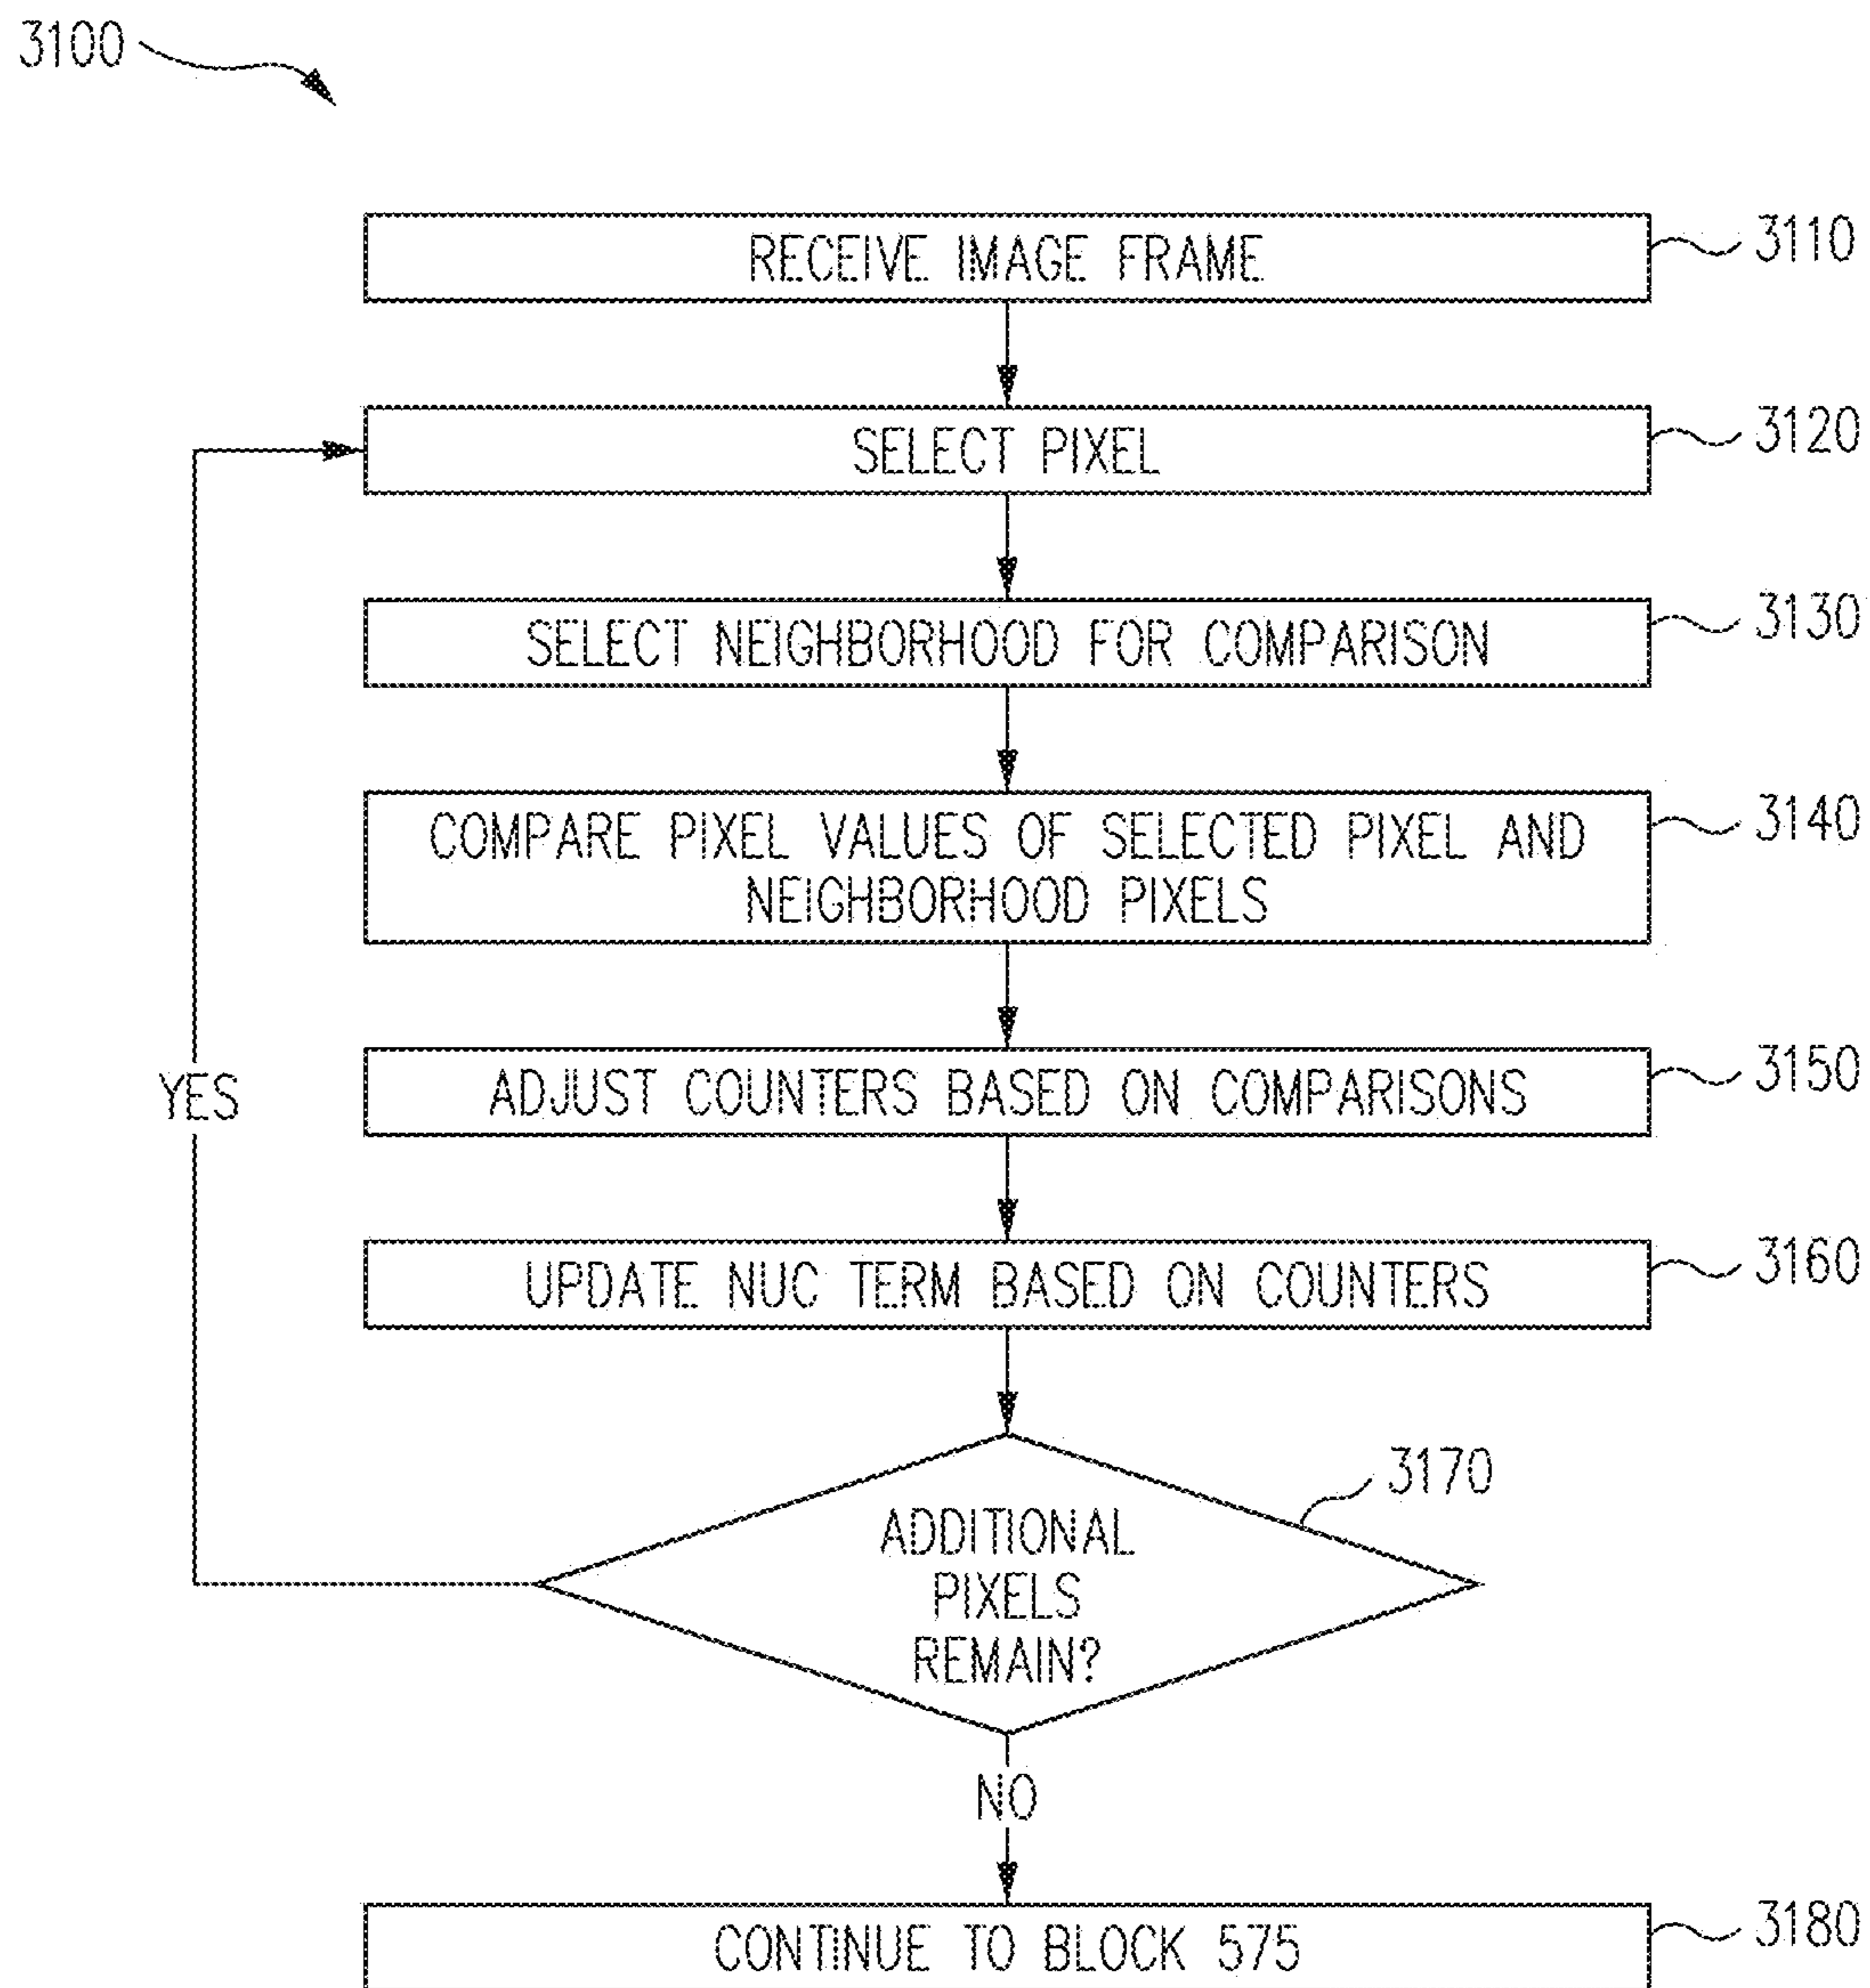 3100
RECEIVE IMAGE FRAME
3110
SELECT PIXEL
3120
SELECT NEIGHBORHOOD FOR COMPARISON
3130
COMPARE PIXEL VALUES OF SELECTED PIXEL AND
NEIGHBORHOOD PIXELS
3140
ADJUST COUNTERS BASED ON COMPARISONS
3150
YES
UPDATE NUC TERM BASED ON COUNTERS
3160
3170
ADDITIONAL
PIXELS
REMAIN?
NO
CONTINUE TO BLOCK 575
3180